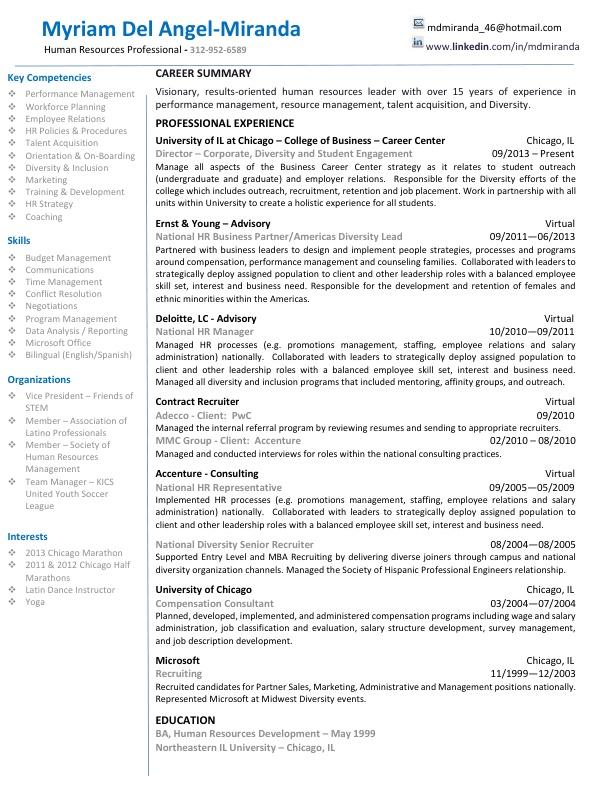 Myriam Del Angel-Miranda
Human Resources Professional - 312-952-6589
mdmiranda_46@hotmail.com
www.linkedin.com/in/mdmiranda
Key Competencies
Performance Management
Workforce Planning
Employee Relations
HR Policies & Procedures
Talent Acquisition
Orientation & On-Boarding
Diversity & Inclusion
Marketing
Training & Development
HR Strategy
Coaching
Skills
Budget Management
Communications
Time Management
Conflict Resolution
Negotiations
Program Management
Data Analysis / Reporting
Microsoft Office
Bilingual (English/Spanish)
Organizations
Vice President – Friends of
STEM
Member – Association of
Latino Professionals
Member – Society of
Human Resources
Management
Team Manager – KICS
United Youth Soccer
League
Interests
2013 Chicago Marathon
2011 & 2012 Chicago Half
Marathons
Latin Dance Instructor
Yoga
CAREER SUMMARY
Visionary, results-oriented human resources leader with over 15 years of experience in
performance management, resource management, talent acquisition, and Diversity.
PROFESSIONAL EXPERIENCE
University of IL at Chicago – College of Business – Career Center Chicago, IL
Director – Corporate, Diversity and Student Engagement 09/2013 – Present
Manage all aspects of the Business Career Center strategy as it relates to student outreach
(undergraduate and graduate) and employer relations. Responsible for the Diversity efforts of the
college which includes outreach, recruitment, retention and job placement. Work in partnership with all
units within University to create a holistic experience for all students.
Ernst & Young – Advisory Virtual
National HR Business Partner/Americas Diversity Lead 09/2011—06/2013
Partnered with business leaders to design and implement people strategies, processes and programs
around compensation, performance management and counseling families. Collaborated with leaders to
strategically deploy assigned population to client and other leadership roles with a balanced employee
skill set, interest and business need. Responsible for the development and retention of females and
ethnic minorities within the Americas.
Deloitte, LC - Advisory Virtual
National HR Manager 10/2010—09/2011
Managed HR processes (e.g. promotions management, staffing, employee relations and salary
administration) nationally. Collaborated with leaders to strategically deploy assigned population to
client and other leadership roles with a balanced employee skill set, interest and business need.
Managed all diversity and inclusion programs that included mentoring, affinity groups, and outreach.
Contract Recruiter Virtual
Adecco - Client: PwC 09/2010
Managed the internal referral program by reviewing resumes and sending to appropriate recruiters.
MMC Group - Client: Accenture 02/2010 – 08/2010
Managed and conducted interviews for roles within the national consulting practices.
Accenture - Consulting Virtual
National HR Representative 09/2005—05/2009
Implemented HR processes (e.g. promotions management, staffing, employee relations and salary
administration) nationally. Collaborated with leaders to strategically deploy assigned population to
client and other leadership roles with a balanced employee skill set, interest and business need.
National Diversity Senior Recruiter 08/2004—08/2005
Supported Entry Level and MBA Recruiting by delivering diverse joiners through campus and national
diversity organization channels. Managed the Society of Hispanic Professional Engineers relationship.
University of Chicago Chicago, IL
Compensation Consultant 03/2004—07/2004
Planned, developed, implemented, and administered compensation programs including wage and salary
administration, job classification and evaluation, salary structure development, survey management,
and job description development.
Microsoft Chicago, IL
Recruiting 11/1999—12/2003
Recruited candidates for Partner Sales, Marketing, Administrative and Management positions nationally.
Represented Microsoft at Midwest Diversity events.
EDUCATION
BA, Human Resources Development – May 1999
Northeastern IL University – Chicago, IL